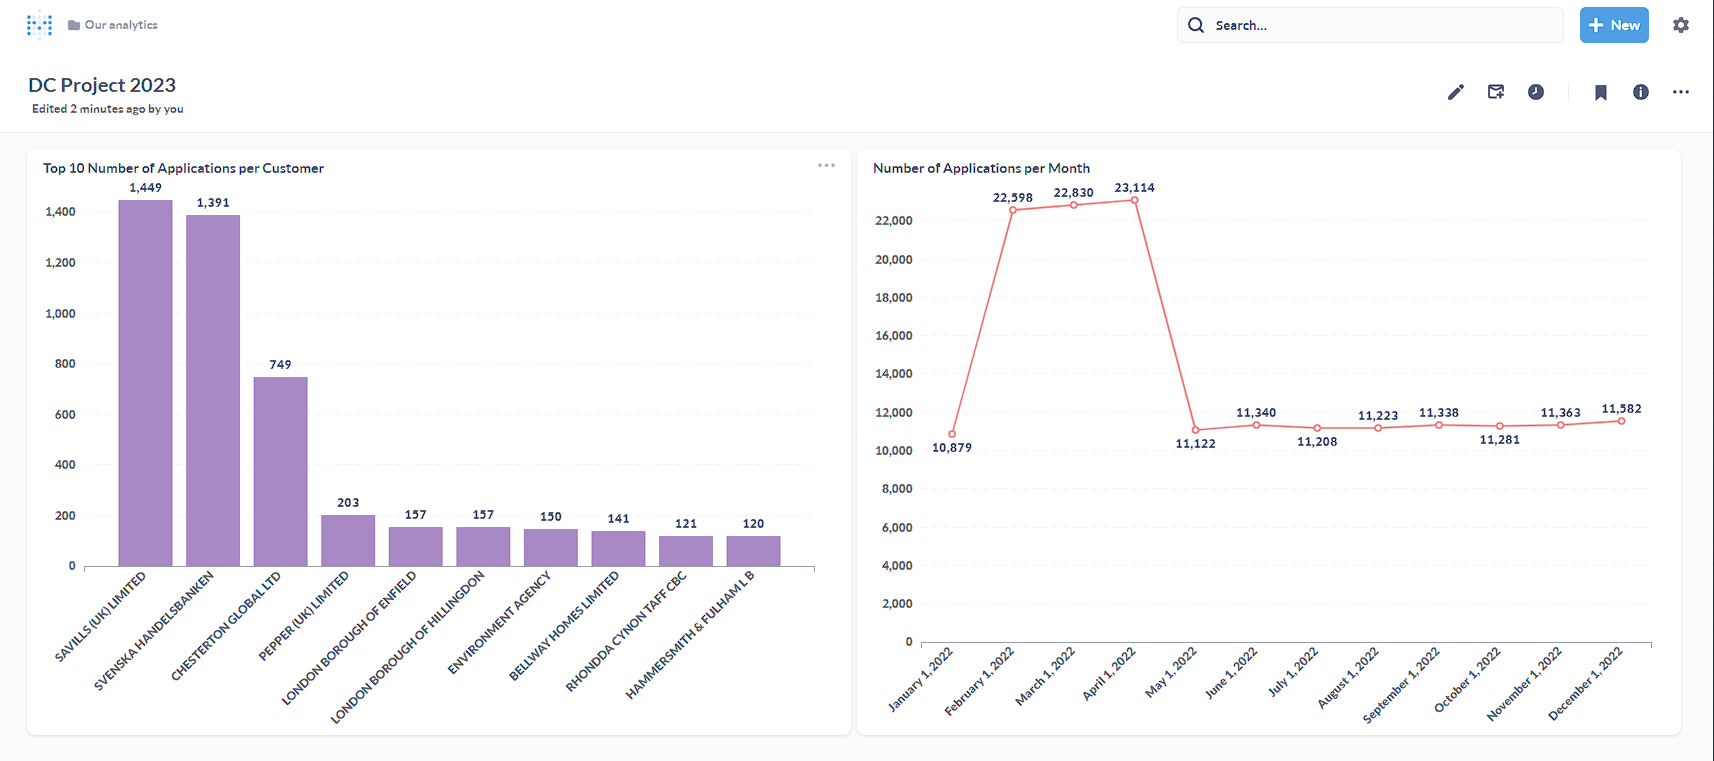 Our analytics
Search...
New
DC Project 2023
Edited 2 minutes ago by you
Top 10 Number of Applications per Customer
1,449
1,391
749
203
157
157
150
141
121
120
1,400
1,200
1,000
800
600
400
200
0
SAVILLS (UK) LIMITED
SVENSKA HANDELSBANKEN
CHESTERTON GLOBAL LTD
PEPPER (UK) LIMITED
LONDON BOROUGH OF ENFIELD
LONDON BOROUGH OF HILLINGDON
ENVIRONMENT AGENCY
BELLWAY HOMES LIMITED
RHONDDA CYNON TAFF CBC
HAMMERSMITH & FULHAM L B
Number of Applications per Month
10,879
22,598
22,830
23,114
11,122
11,340
11,208
11,223
11,338
11,281
11,363
11,582
22,000
20,000
18,000
16,000
14,000
12,000
10,000
8,000
6,000
4,000
2,000
0
January 1, 2022
February 1, 2022
March 1, 2022
April 1, 2022
May 1, 2022
June 1, 2022
July 1, 2022
August 1, 2022
September 1, 2022
October 1, 2022
November 1, 2022
December 1, 2022